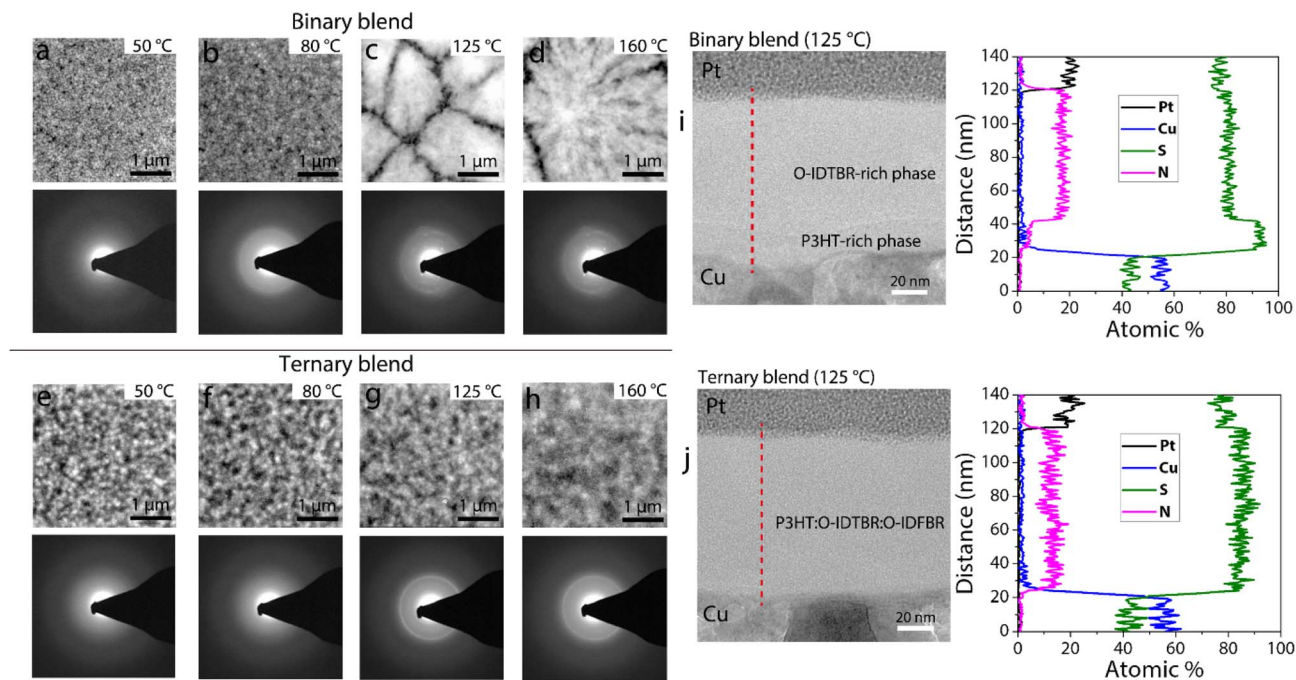 Binary blend
a
50 °C
1 µm
b
80 °C
1 µm
c
125 °C
1 µm
d
160 °C
1 µm
Ternary blend
e
50 °C
1 µm
f
80 °C
1 µm
g
125 °C
1 µm
h
160 °C
1 µm
i
Binary blend (125 °C)
Pt
O-IDTBR-rich phase
P3HT-rich phase
Cu
20 nm
Distance (nm)
140
120
100
80
60
40
20
0
Pt
Cu
S
N
0 20 40 60 80 100
Atomic %
j
Ternary blend (125 °C)
Pt
P3HT:O-IDTBR:O-IDFBR
Cu
20 nm
Distance (nm)
140
120
100
80
60
40
20
0
Pt
Cu
S
N
0 20 40 60 80 100
Atomic %